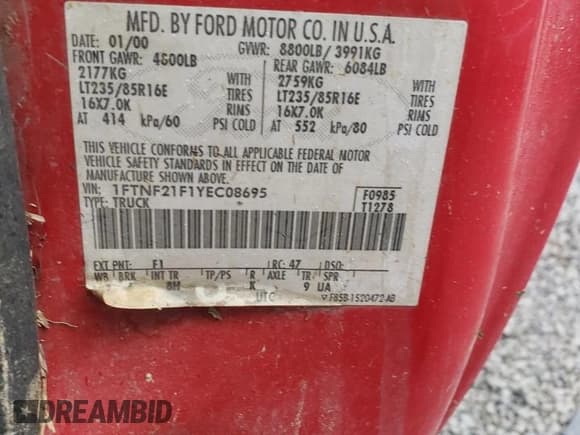 MFD. BY FORD MOTOR CO. IN U.S.A.
DATE: 01/00 GVWR: 8800LB/ 3991KG
FRONT GAWR: 4800LB REAR GAWR: 6084LB
2177KG WITH 2759KG WITH
LT235/85R16E TIRES LT235/85R16E TIRES
16X7.0K RIMS 16X7.0K RIMS
AT 414 kPa/60 PSI COLD AT 552 kPa/80 PSI COLD
THIS VEHICLE CONFORMS TO ALL APPLICABLE FEDERAL MOTOR
VEHICLE SAFETY STANDARDS IN EFFECT ON THE DATE OF
MANUFACTURE SHOWN ABOVE.
VIN: 1FTNF21F1YEC08695 F0985
TYPE: TRUCK T1278
EXT PNT: F1 RC: 47 DSO:
WB BRK INT TR TP/PS R AXLE TR SPR
8H K 9 UA
UTC F85B-1520472-AB
DREAMBID